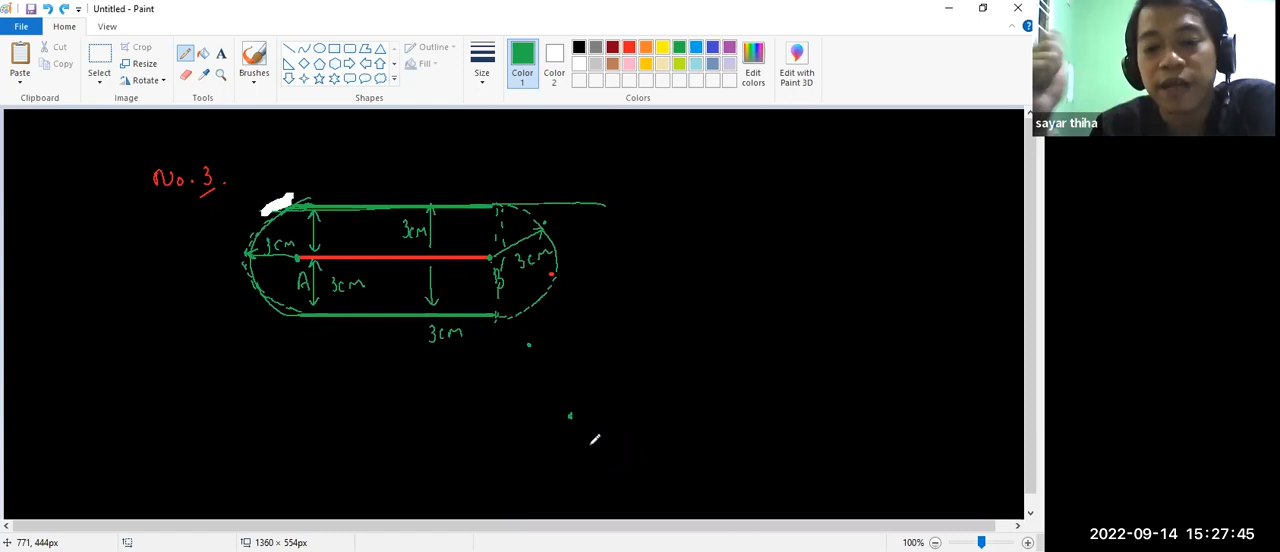 Untitled - Paint
File Home View
Paste Cut Copy Clipboard
Select Crop Resize Rotate Image
A Tools
Brushes
Shapes Outline Fill
Size
Color 1 Color 2 Edit colors Colors
Edit with Paint 3D
sayar thiha
No. 3.
3cm
3cm
3cm
A 3cm B
3cm
771, 444px 1360 × 554px 100%
2022-09-14 15:27:45